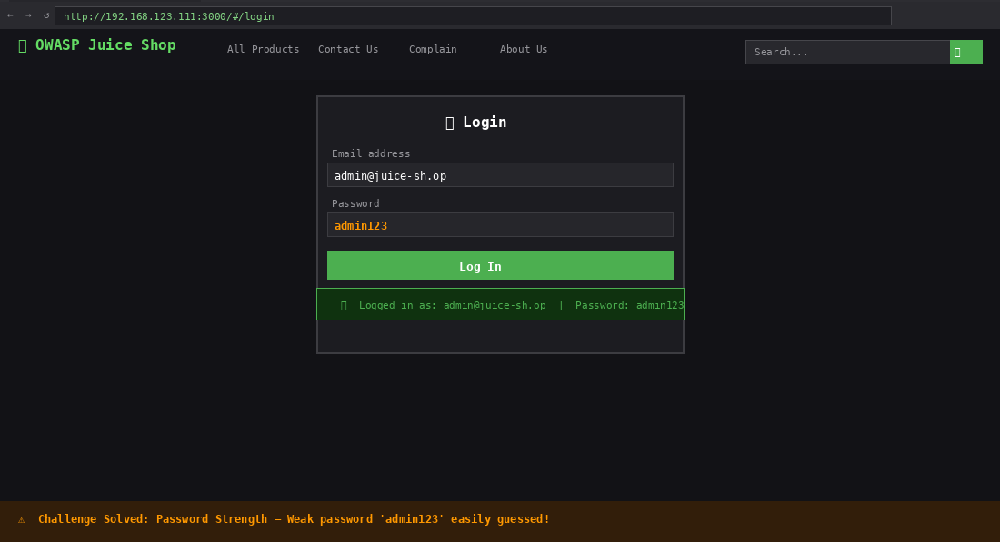 ← → ↺ http://192.168.123.111:3000/#/login
OWASP Juice Shop All Products Contact Us Complain About Us Search...
Login
Email address
admin@juice-sh.op
Password
admin123
Log In
Logged in as: admin@juice-sh.op | Password: admin123
⚠ Challenge Solved: Password Strength — Weak password 'admin123' easily guessed!